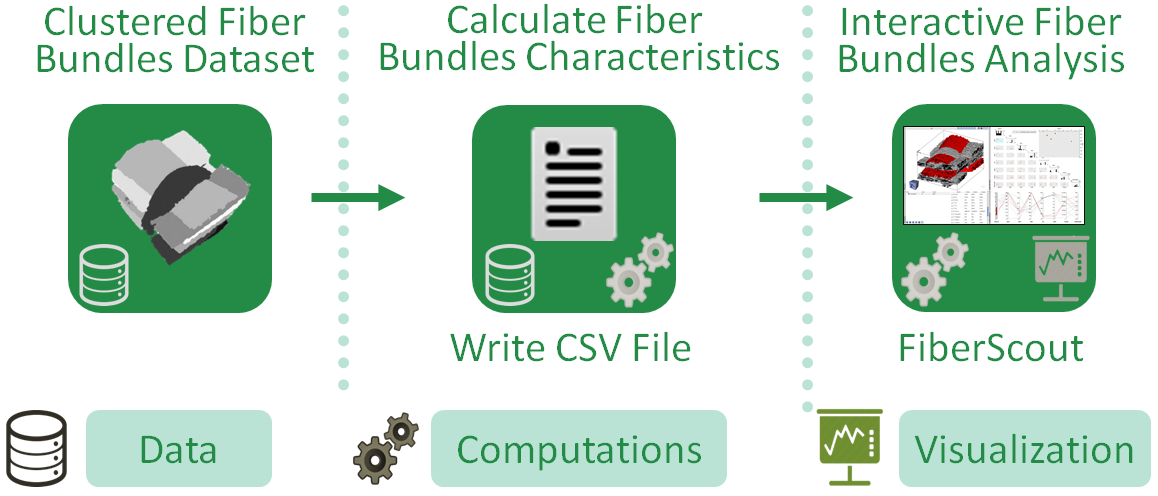 Clustered Fiber
Bundles Dataset
Calculate Fiber
Bundles Characteristics
Interactive Fiber
Bundles Analysis
Write CSV File
FiberScout
Data
Computations
Visualization